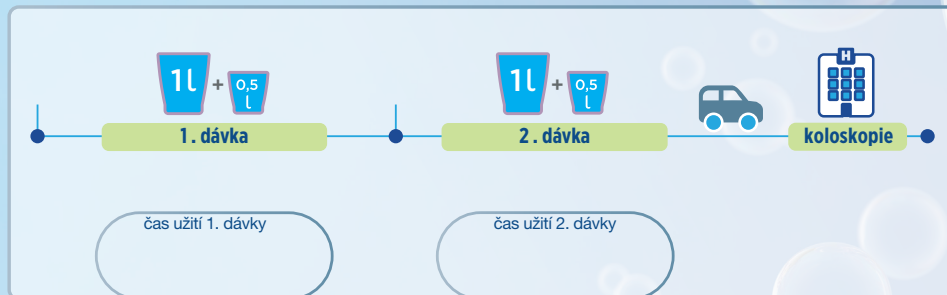 1l + 0,5 l
1l + 0,5 l
H
1. dávka
2. dávka
koloskopie
čas užití 1. dávky
čas užití 2. dávky